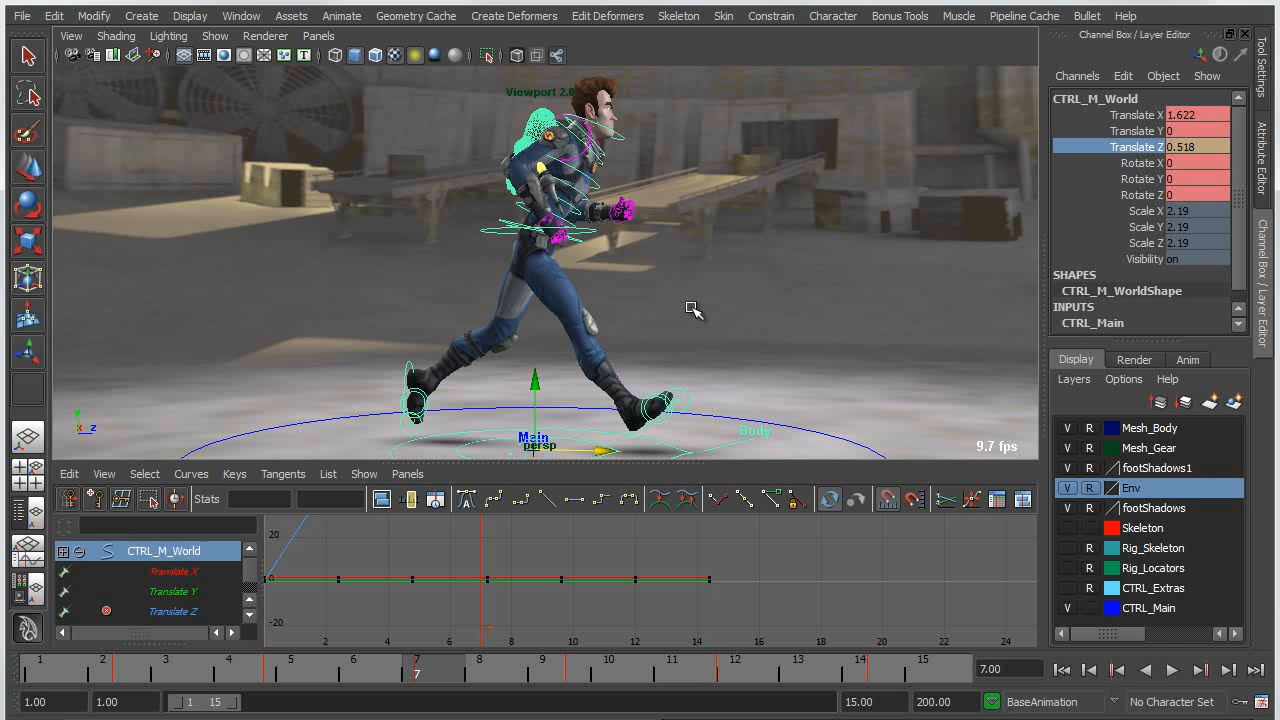 File Edit Modify Create Display Window Assets Animate Geometry Cache Create Deformers Edit Deformers Skeleton Skin Constrain Character Bonus Tools Muscle Pipeline Cache Bullet Help
View Shading Lighting Show Renderer Panels
Channel Box / Layer Editor
Channels Edit Object Show
Viewport 2.0
CTRL_M_World
Translate X 1.622
Translate Y 0
Translate Z 0.518
Rotate X 0
Rotate Y 0
Rotate Z 0
Scale X 2.19
Scale Y 2.19
Scale Z 2.19
Visibility on
SHAPES
CTRL_M_WorldShape
INPUTS
CTRL_Main
Tool Settings
Attribute Editor
Channel Box / Layer Editor
y
x z
Main
persp
Body
9.7 fps
Display Render Anim
Layers Options Help
V R Mesh_Body
V R Mesh_Gear
V R footShadows1
V R Env
V R footShadows
Skeleton
R Rig_Skeleton
R Rig_Locators
R CTRL_Extras
V CTRL_Main
Edit View Select Curves Keys Tangents List Show Panels
Stats
CTRL_M_World
Translate X
Translate Y
Translate Z
20
0
-20
2 4 6 7 8 10 12 14 16 18 20 22 24
1 2 3 4 5 6 7 8 9 10 11 12 13 14 15
7
7.00
1.00 1.00 1 15 15.00 200.00 BaseAnimation No Character Set